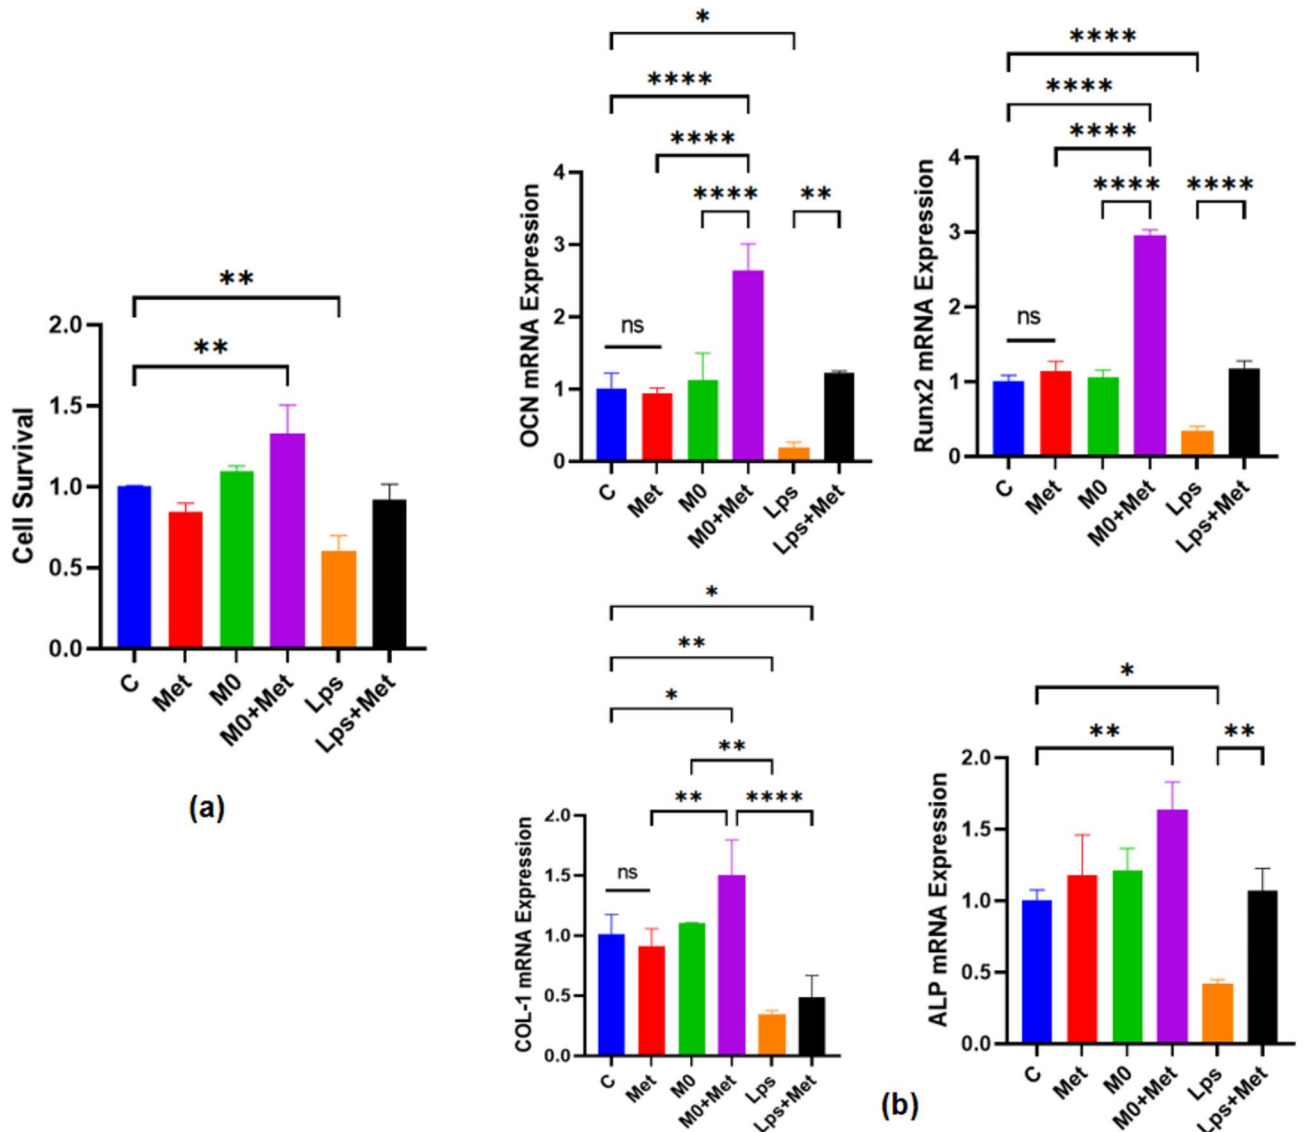 **
**
2.0
1.5
1.0
0.5
0.0
Cell Survival
C
Met
M0
M0+Met
Lps
Lps+Met
(a)
*
****
****
****
**
4
3
2
1
0
ns
OCN mRNA Expression
C
Met
M0
M0+Met
Lps
Lps+Met
****
****
****
****
****
4
3
2
1
0
ns
Runx2 mRNA Expression
C
Met
M0
M0+Met
Lps
Lps+Met
*
**
*
**
**
****
2.0
1.5
1.0
0.5
0.0
ns
COL-1 mRNA Expression
C
Met
M0
M0+Met
Lps
Lps+Met
*
**
**
2.0
1.5
1.0
0.5
0.0
ALP mRNA Expression
C
Met
M0
M0+Met
Lps
Lps+Met
(b)